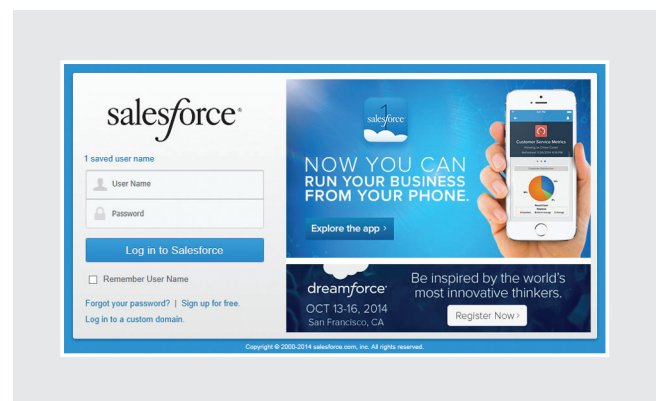 salesforce
1 saved user name
User Name
Password
Log in to Salesforce
Remember User Name
Forgot your password? | Sign up for free.
Log in to a custom domain.
1
salesforce
NOW YOU CAN
RUN YOUR BUSINESS
FROM YOUR PHONE.
Explore the app ›
Customer Service Metrics
dreamforce
OCT 13-16, 2014
San Francisco, CA
Be inspired by the world's
most innovative thinkers.
Register Now ›
Copyright © 2000-2014 salesforce.com, inc. All rights reserved.